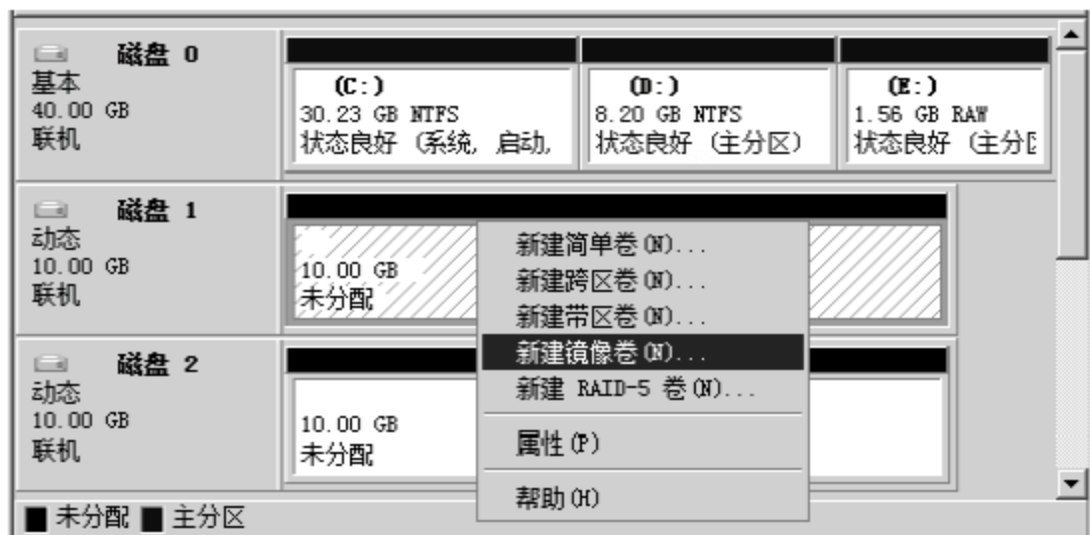 磁盘 0
基本
40.00 GB
联机
(C:)
30.23 GB NTFS
状态良好 (系统, 启动,
(D:)
8.20 GB NTFS
状态良好 (主分区)
(E:)
1.56 GB RAW
状态良好 (主分区
磁盘 1
动态
10.00 GB
联机
10.00 GB
未分配
新建简单卷(N)...
新建跨区卷(N)...
新建带区卷(N)...
新建镜像卷(N)...
新建 RAID-5 卷(N)...
属性(P)
帮助(H)
磁盘 2
动态
10.00 GB
联机
10.00 GB
未分配
未分配 主分区